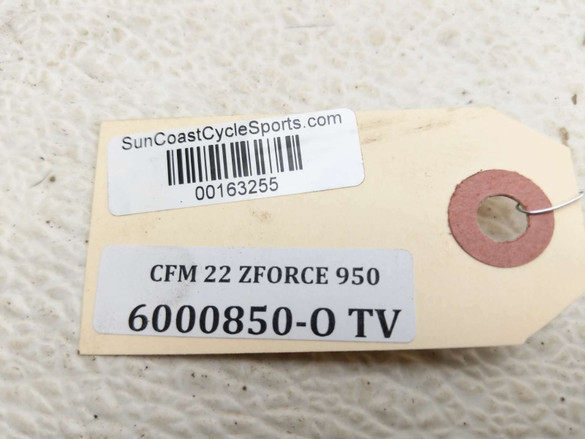 SunCoastCycleSports.com
00163255
CFM 22 ZFORCE 950
6000850-O TV